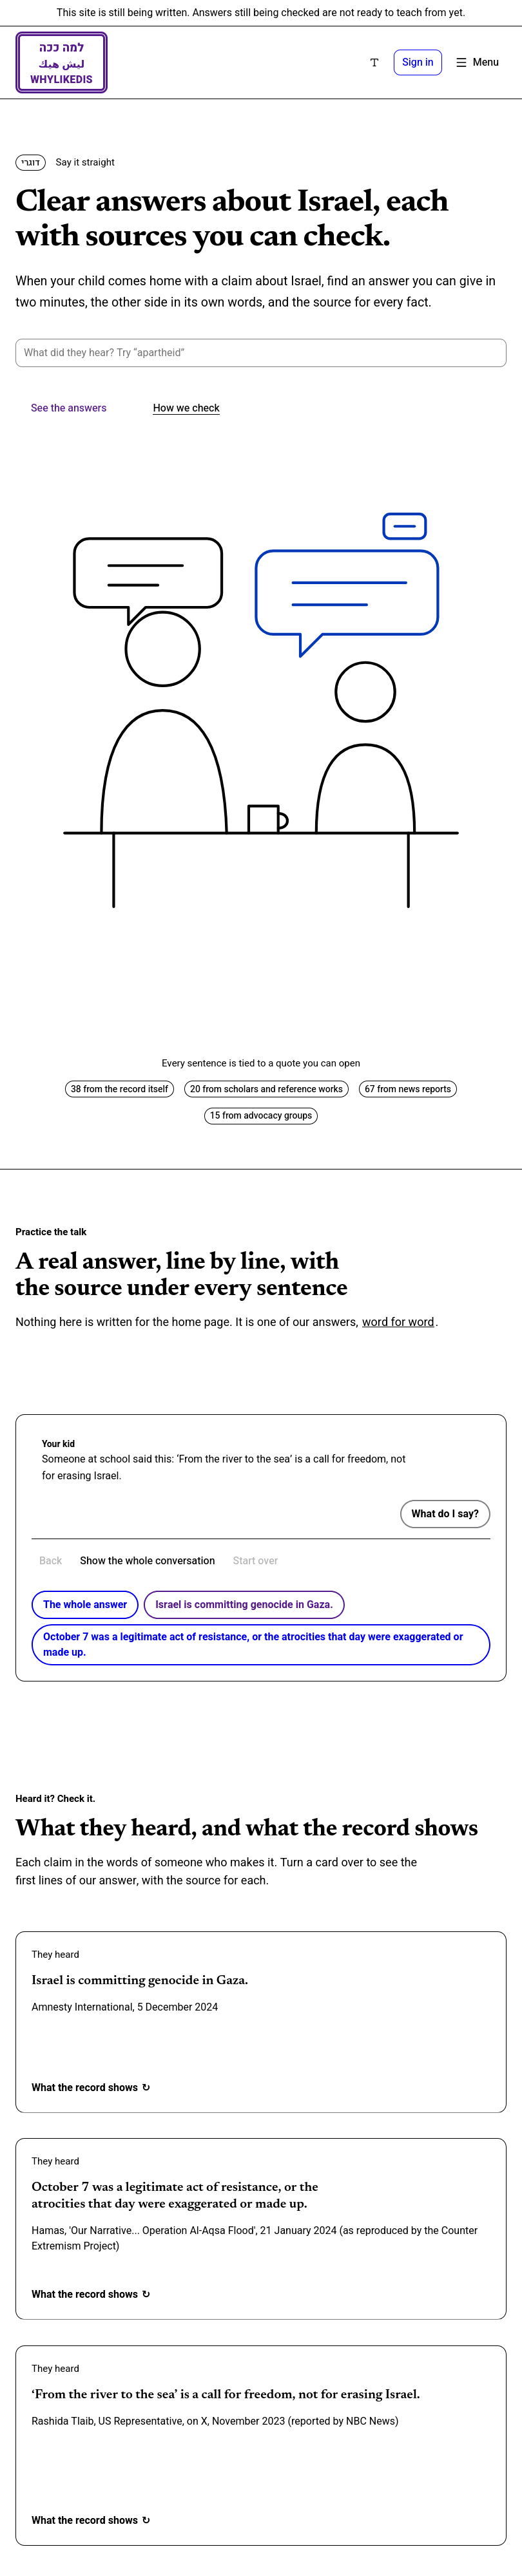 This site is still being written. Answers still being checked are not ready to teach from yet.
למה ככה
ليش هيك
WHYLIKEDIS
T
Sign in
Menu
דוגרי
Say it straight
Clear answers about Israel, each
with sources you can check.
When your child comes home with a claim about Israel, find an answer you can give in
two minutes, the other side in its own words, and the source for every fact.
What did they hear? Try “apartheid”
See the answers
How we check
Every sentence is tied to a quote you can open
38 from the record itself
20 from scholars and reference works
67 from news reports
15 from advocacy groups
Practice the talk
A real answer, line by line, with
the source under every sentence
Nothing here is written for the home page. It is one of our answers, word for word.
Your kid
Someone at school said this: ‘From the river to the sea’ is a call for freedom, not
for erasing Israel.
What do I say?
Back
Show the whole conversation
Start over
The whole answer
Israel is committing genocide in Gaza.
October 7 was a legitimate act of resistance, or the atrocities that day were exaggerated or
made up.
Heard it? Check it.
What they heard, and what the record shows
Each claim in the words of someone who makes it. Turn a card over to see the
first lines of our answer, with the source for each.
They heard
Israel is committing genocide in Gaza.
Amnesty International, 5 December 2024
What the record shows ↻
They heard
October 7 was a legitimate act of resistance, or the
atrocities that day were exaggerated or made up.
Hamas, 'Our Narrative... Operation Al-Aqsa Flood', 21 January 2024 (as reproduced by the Counter
Extremism Project)
What the record shows ↻
They heard
‘From the river to the sea’ is a call for freedom, not for erasing Israel.
Rashida Tlaib, US Representative, on X, November 2023 (reported by NBC News)
What the record shows ↻